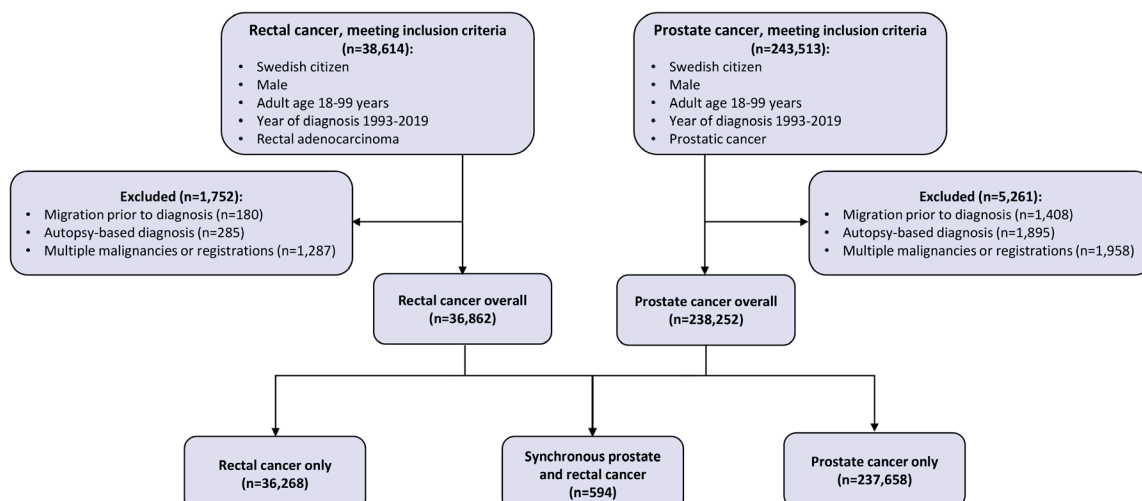 Rectal cancer, meeting inclusion criteria
(n=38,614):
• Swedish citizen
• Male
• Adult age 18-99 years
• Year of diagnosis 1993-2019
• Rectal adenocarcinoma
Prostate cancer, meeting inclusion criteria
(n=243,513):
• Swedish citizen
• Male
• Adult age 18-99 years
• Year of diagnosis 1993-2019
• Prostatic cancer
Excluded (n=1,752):
• Migration prior to diagnosis (n=180)
• Autopsy-based diagnosis (n=285)
• Multiple malignancies or registrations (n=1,287)
Excluded (n=5,261):
• Migration prior to diagnosis (n=1,408)
• Autopsy-based diagnosis (n=1,895)
• Multiple malignancies or registrations (n=1,958)
Rectal cancer overall
(n=36,862)
Prostate cancer overall
(n=238,252)
Rectal cancer only
(n=36,268)
Synchronous prostate
and rectal cancer
(n=594)
Prostate cancer only
(n=237,658)